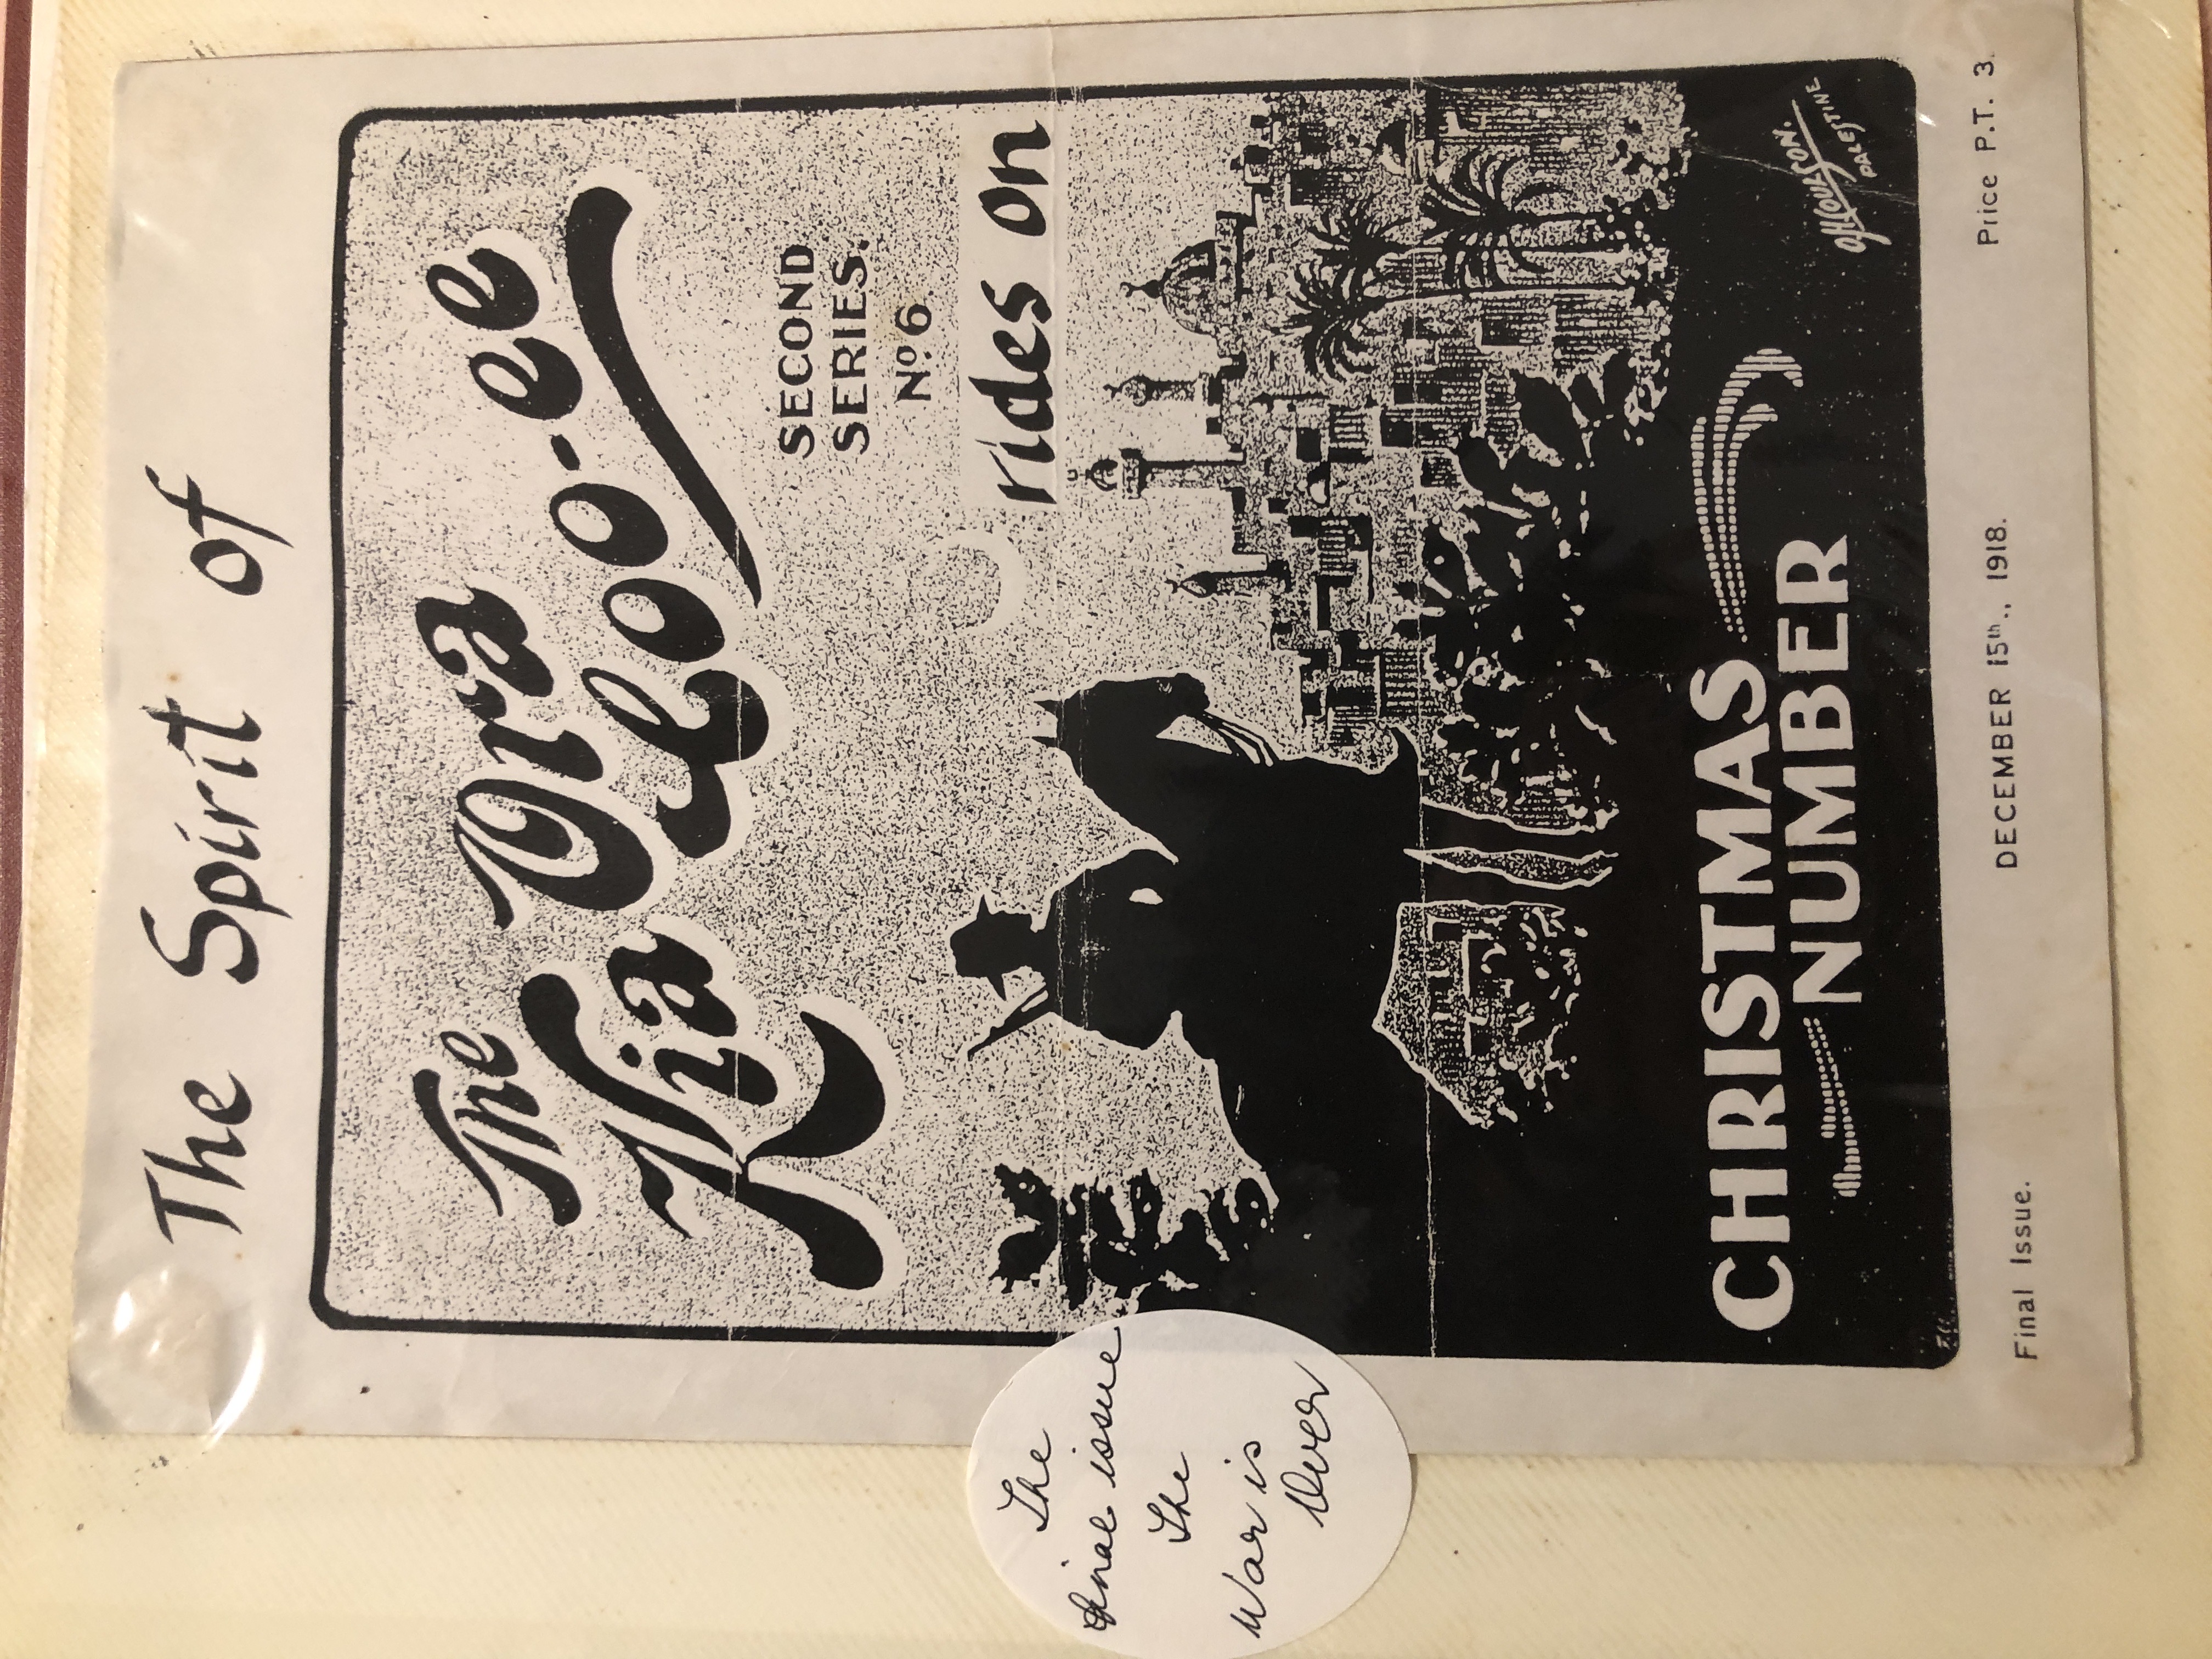 The Spirit of
The
Kia Ora
Coo-ee
SECOND
SERIES.
Nº. 6
rides on
The
final issue
The
War is
Over
CHRISTMAS
NUMBER
O.H.COULSON.
PALESTINE
Final Issue.
DECEMBER 15th., 1918.
Price P.T. 3.